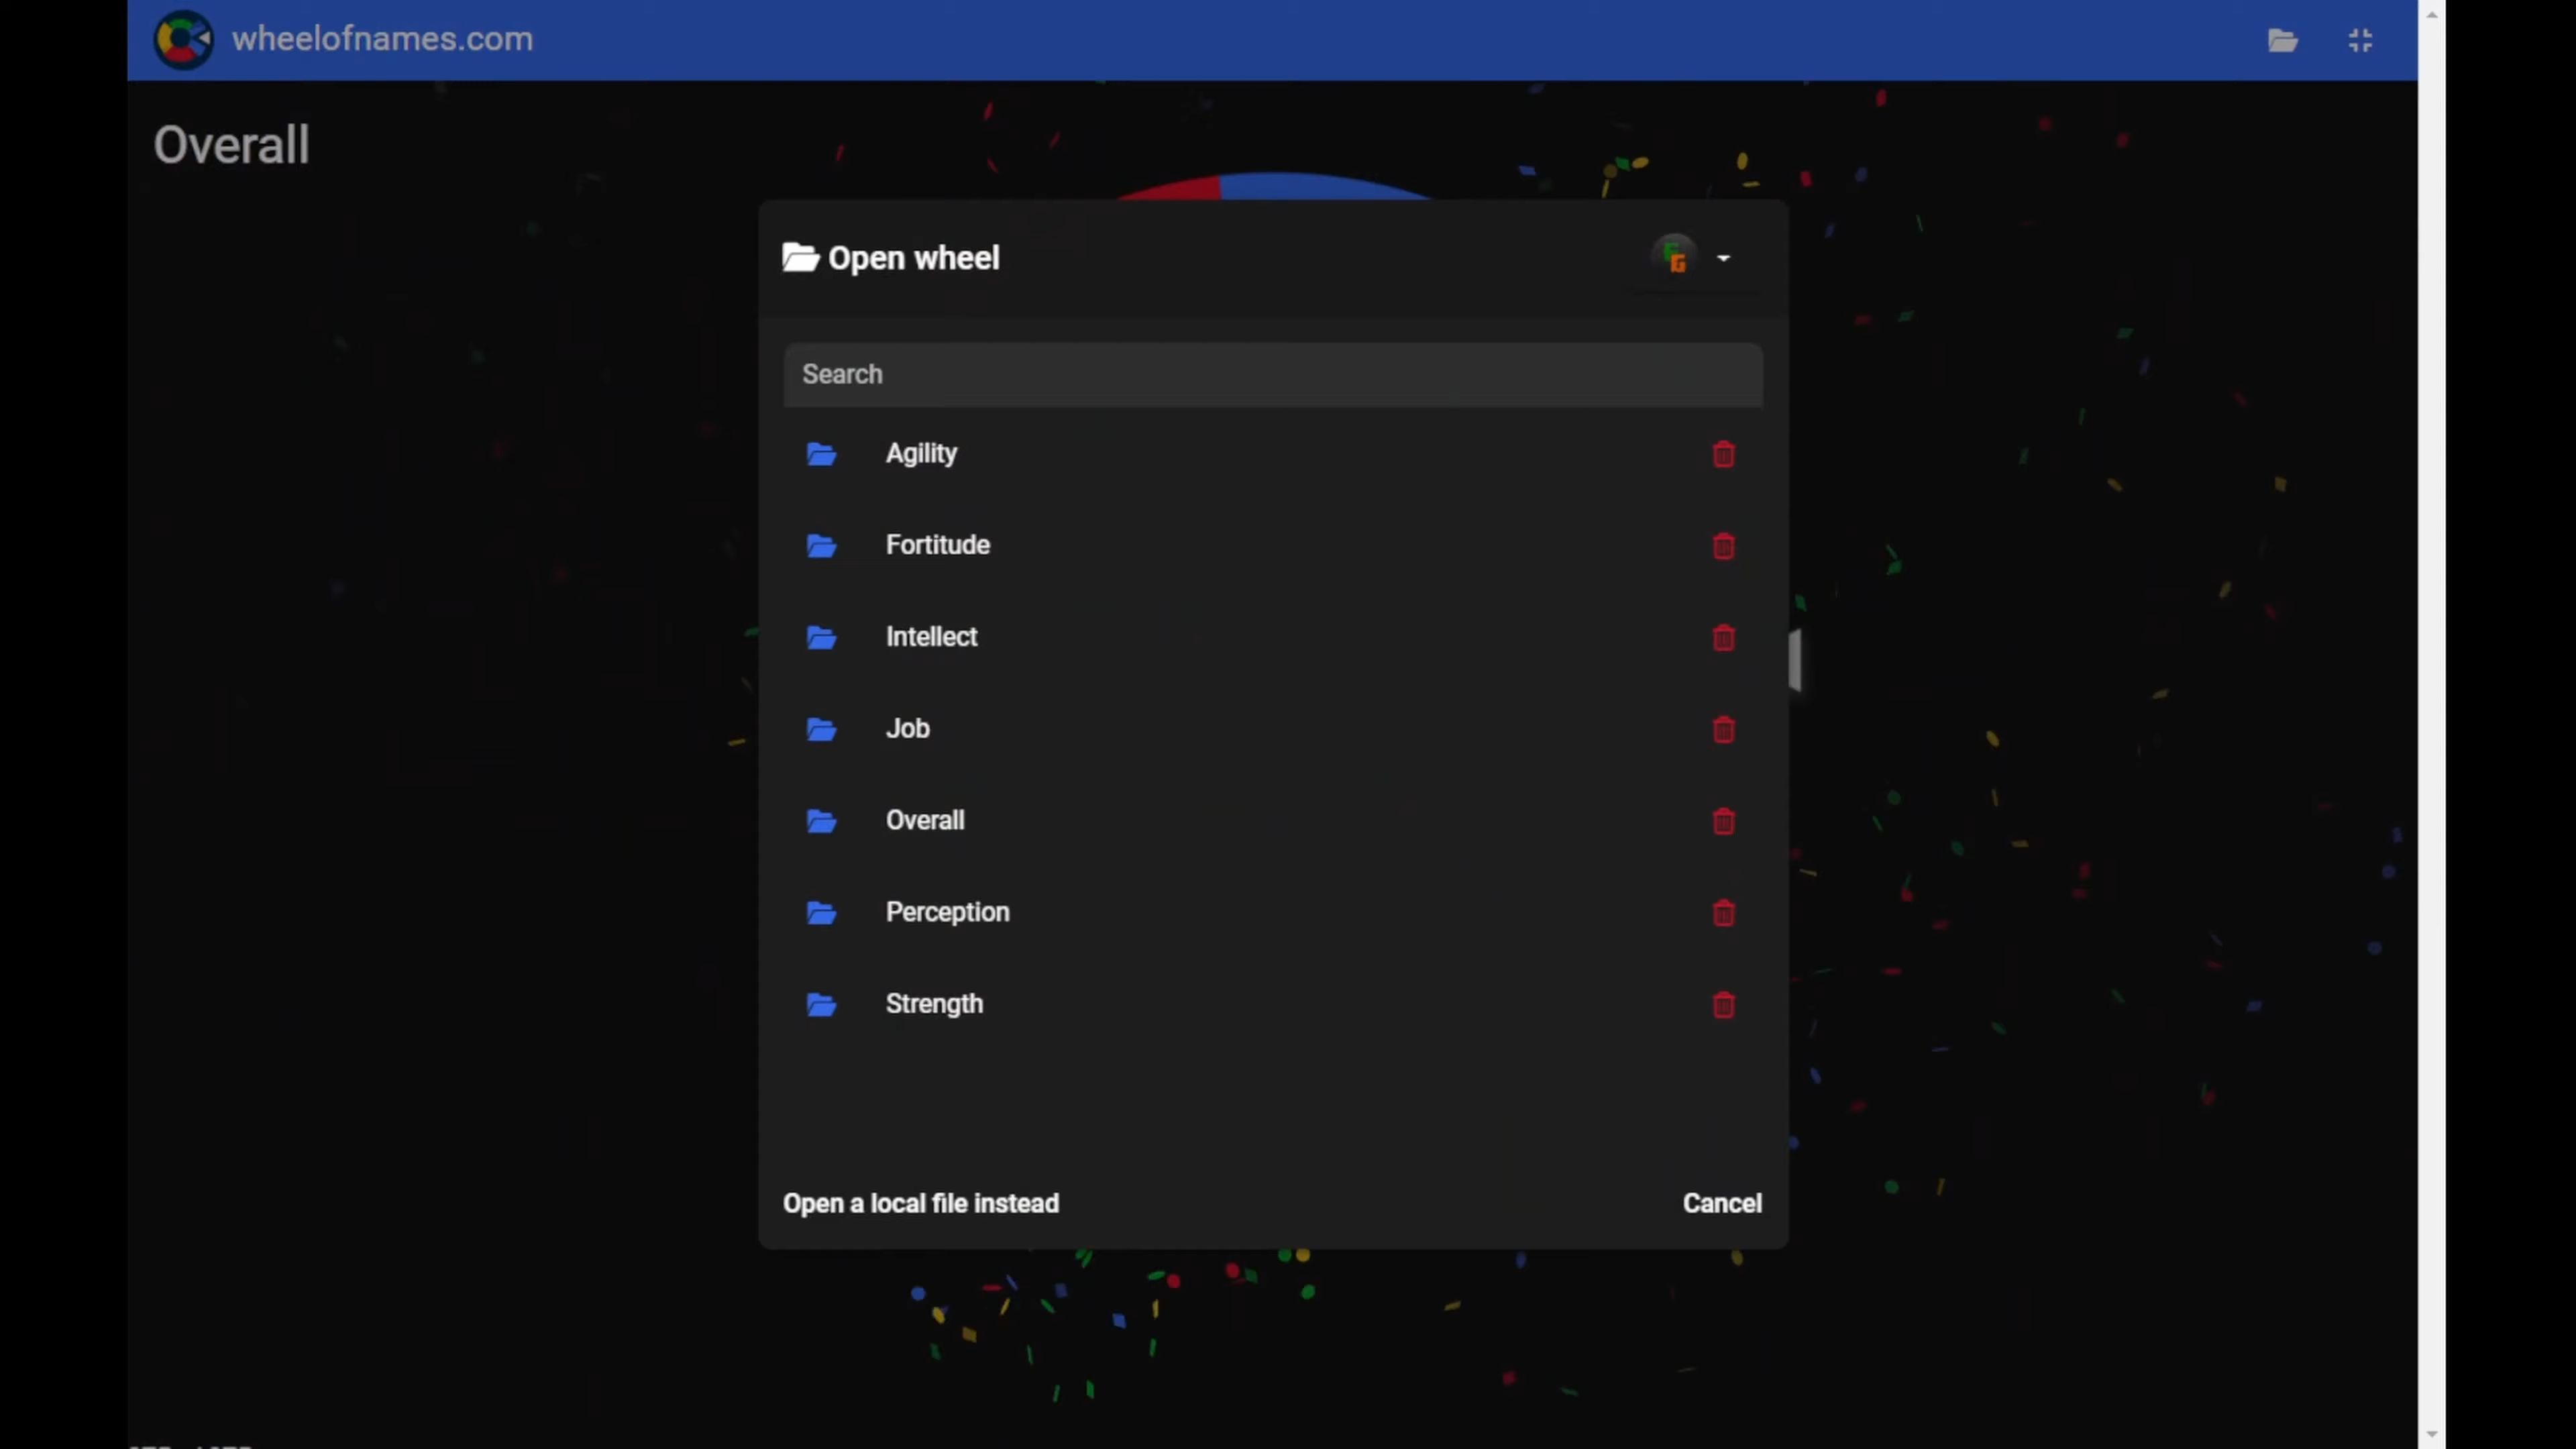 wheelofnames.com
Overall
Open wheel
Search
Agility
Fortitude
Intellect
Job
Overall
Perception
Strength
Open a local file instead
Cancel